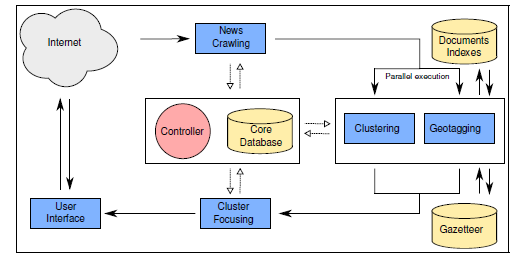 Internet
News
Crawling
Documents
Indexes
Parallel execution
Controller
Core
Database
Clustering
Geotagging
User
Interface
Cluster
Focusing
Gazetteer